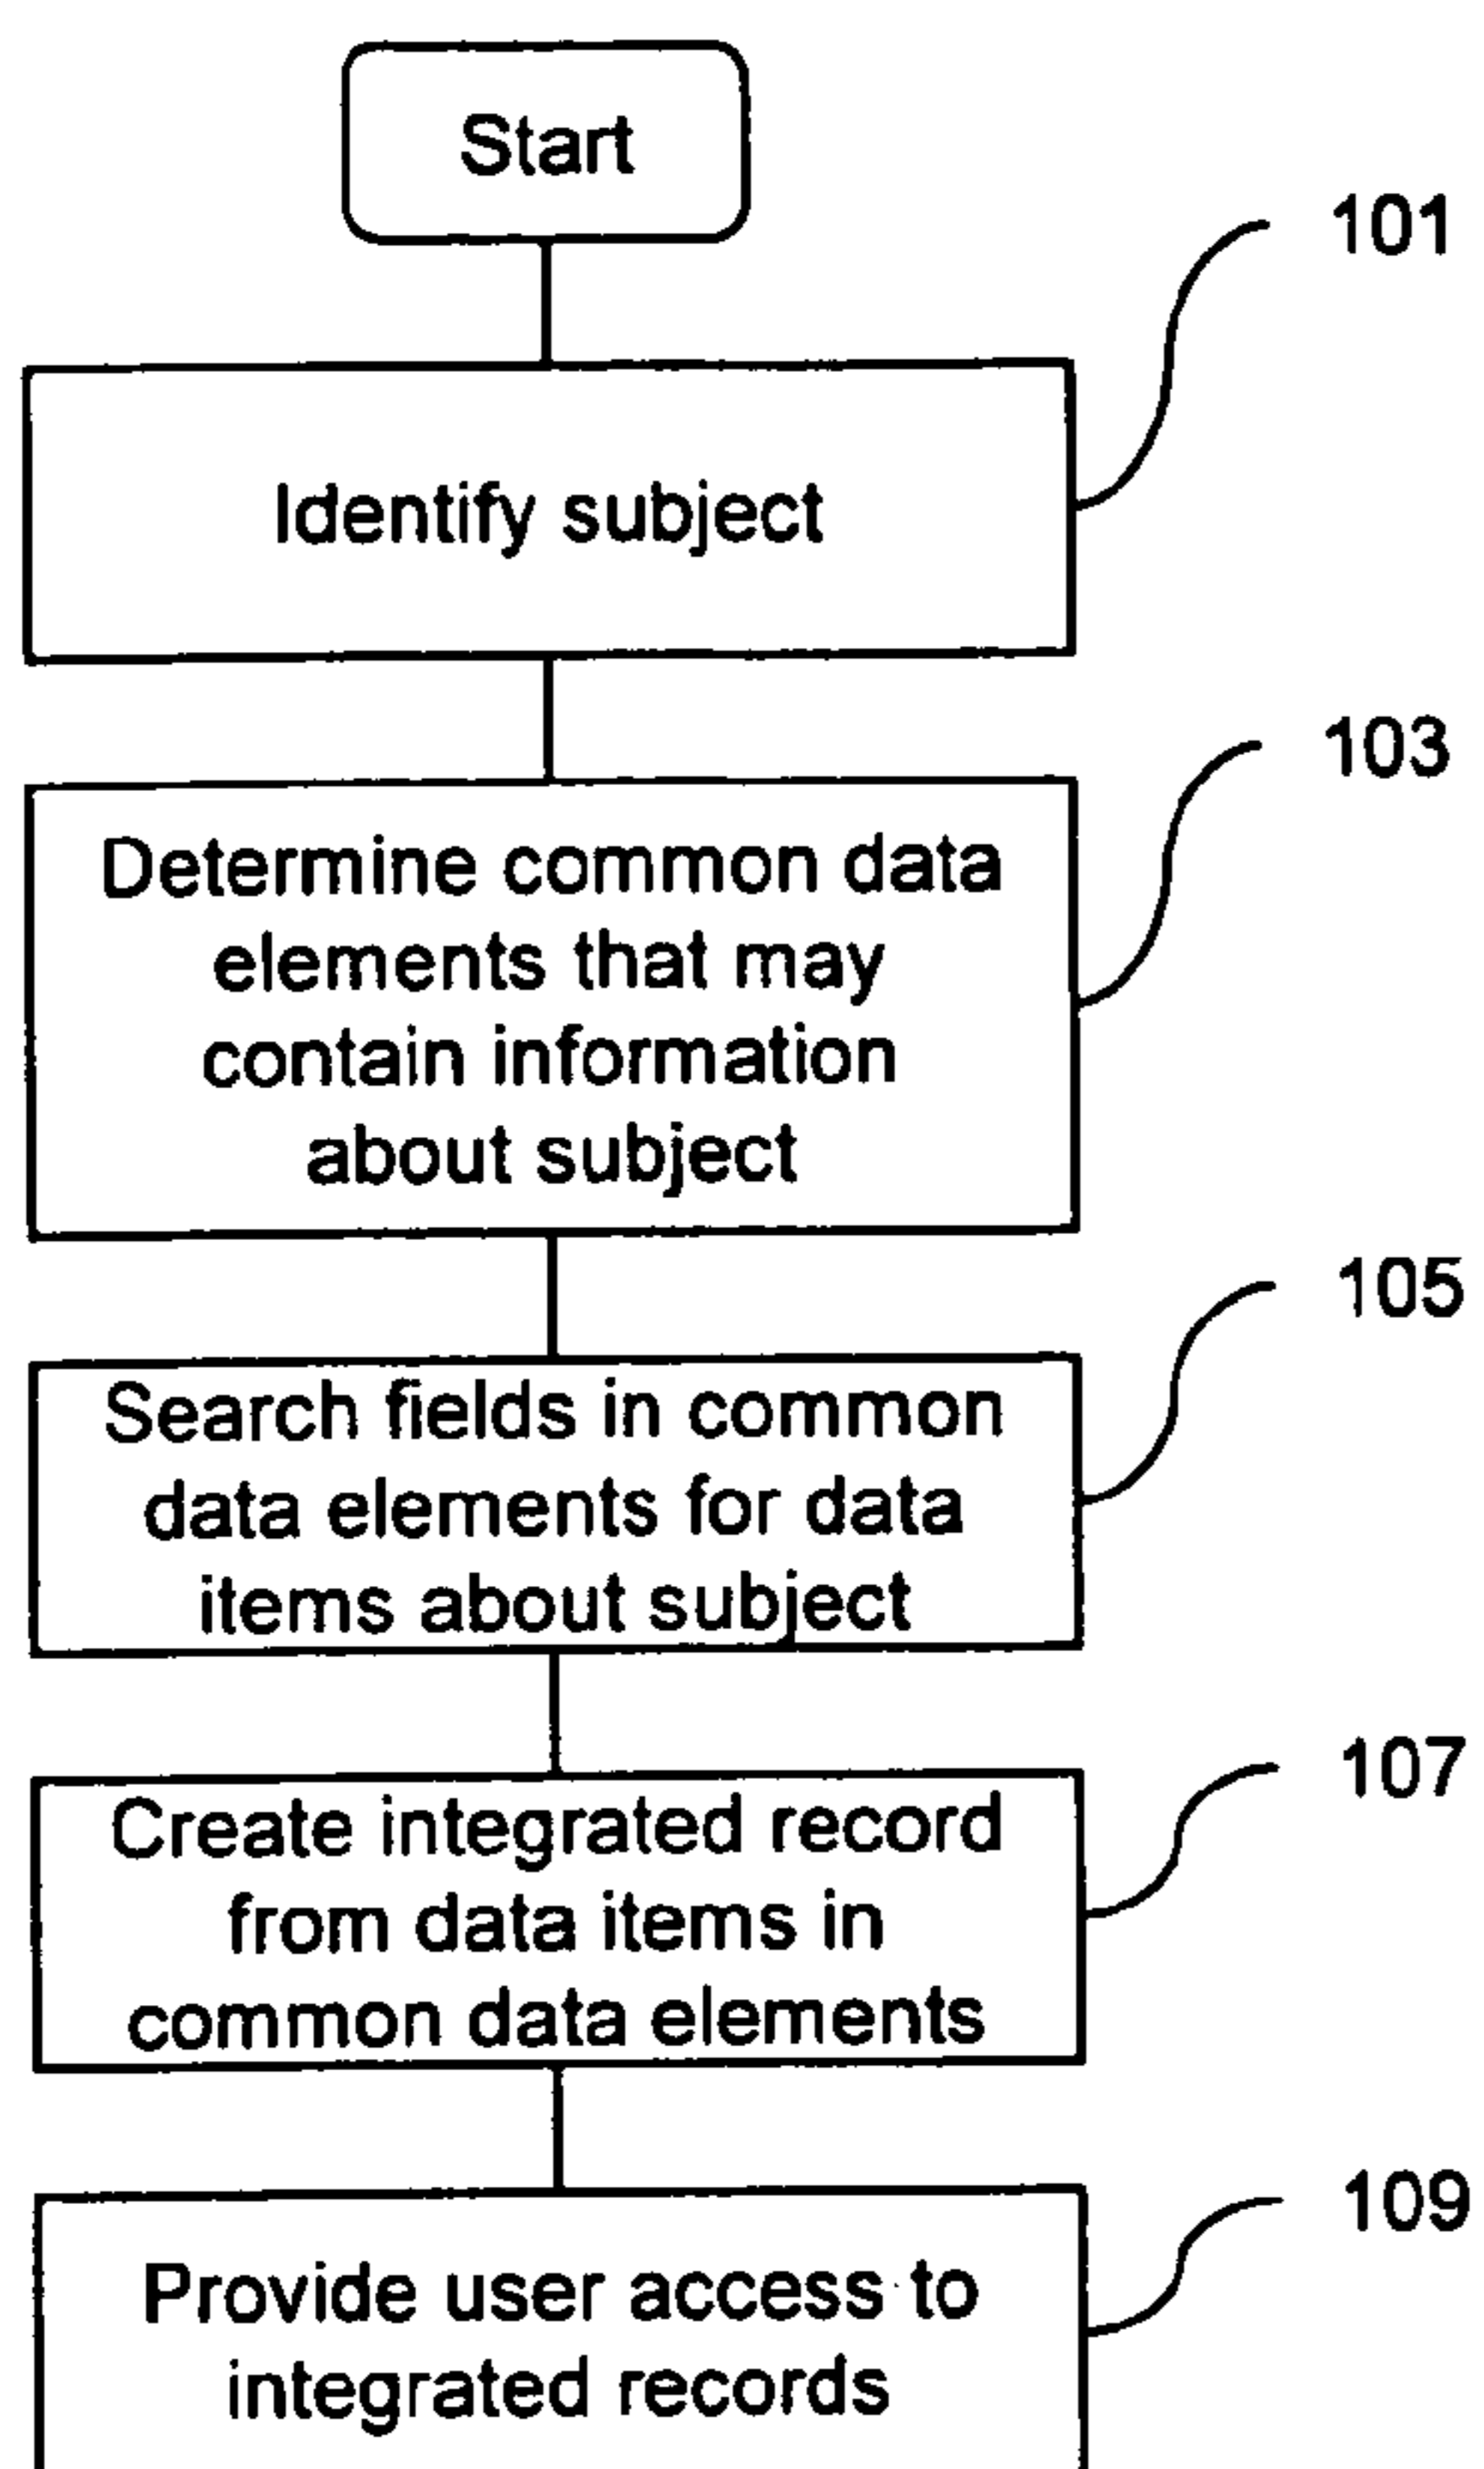 Start
101
Identify subject
103
Determine common data
elements that may
contain information
about subject
105
Search fields in common
data elements for data
items about subject
107
Create integrated record
from data items in
common data elements
109
Provide user access to
integrated records